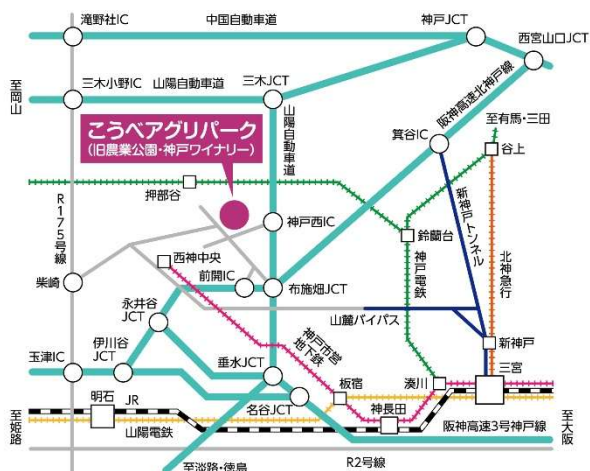 滝野社IC
中国自動車道
神戸JCT
西宮山口JCT
至岡山
三木小野IC
山陽自動車道
三木JCT
阪神高速北神戸線
山陽自動車道
こうべアグリパーク
(旧農業公園・神戸ワイナリー)
箕谷IC
至有馬・三田
谷上
押部谷
R175号線
神戸西IC
鈴蘭台
新神戸トンネル
北神急行
神戸電鉄
西神中央
柴崎
前開IC
布施畑JCT
永井谷
JCT
山麓バイパス
伊川谷
JCT
神戸市営
地下鉄
新神戸
玉津IC
垂水JCT
板宿
湊川
三宮
明石
JR
名谷JCT
神長田
至姫路
山陽電鉄
阪神高速3号神戸線
至大阪
至淡路・徳島
R2号線